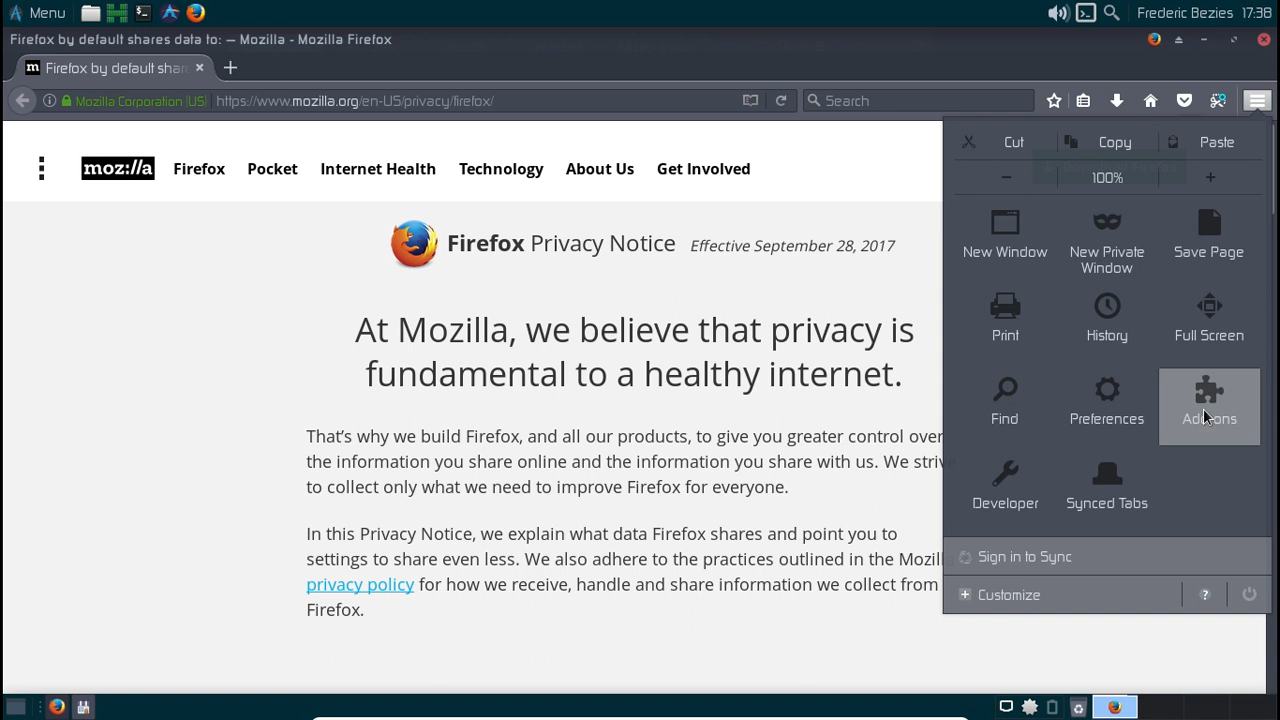 Menu
Frederic Bezies 17:38
Firefox by default shares data to: — Mozilla - Mozilla Firefox
m Firefox by default share
Mozilla Corporation (US) https://www.mozilla.org/en-US/privacy/firefox/ Search
Cut Copy Paste
100%
moz://a Firefox Pocket Internet Health Technology About Us Get Involved
New Window New Private Window Save Page
Print History Full Screen
Find Preferences Add-ons
Developer Synced Tabs
Sign in to Sync
Customize ?
Firefox Privacy Notice Effective September 28, 2017
At Mozilla, we believe that privacy is
fundamental to a healthy internet.
That’s why we build Firefox, and all our products, to give you greater control over
the information you share online and the information you share with us. We strive
to collect only what we need to improve Firefox for everyone.
In this Privacy Notice, we explain what data Firefox shares and point you to
settings to share even less. We also adhere to the practices outlined in the Mozilla
privacy policy for how we receive, handle and share information we collect from
Firefox.